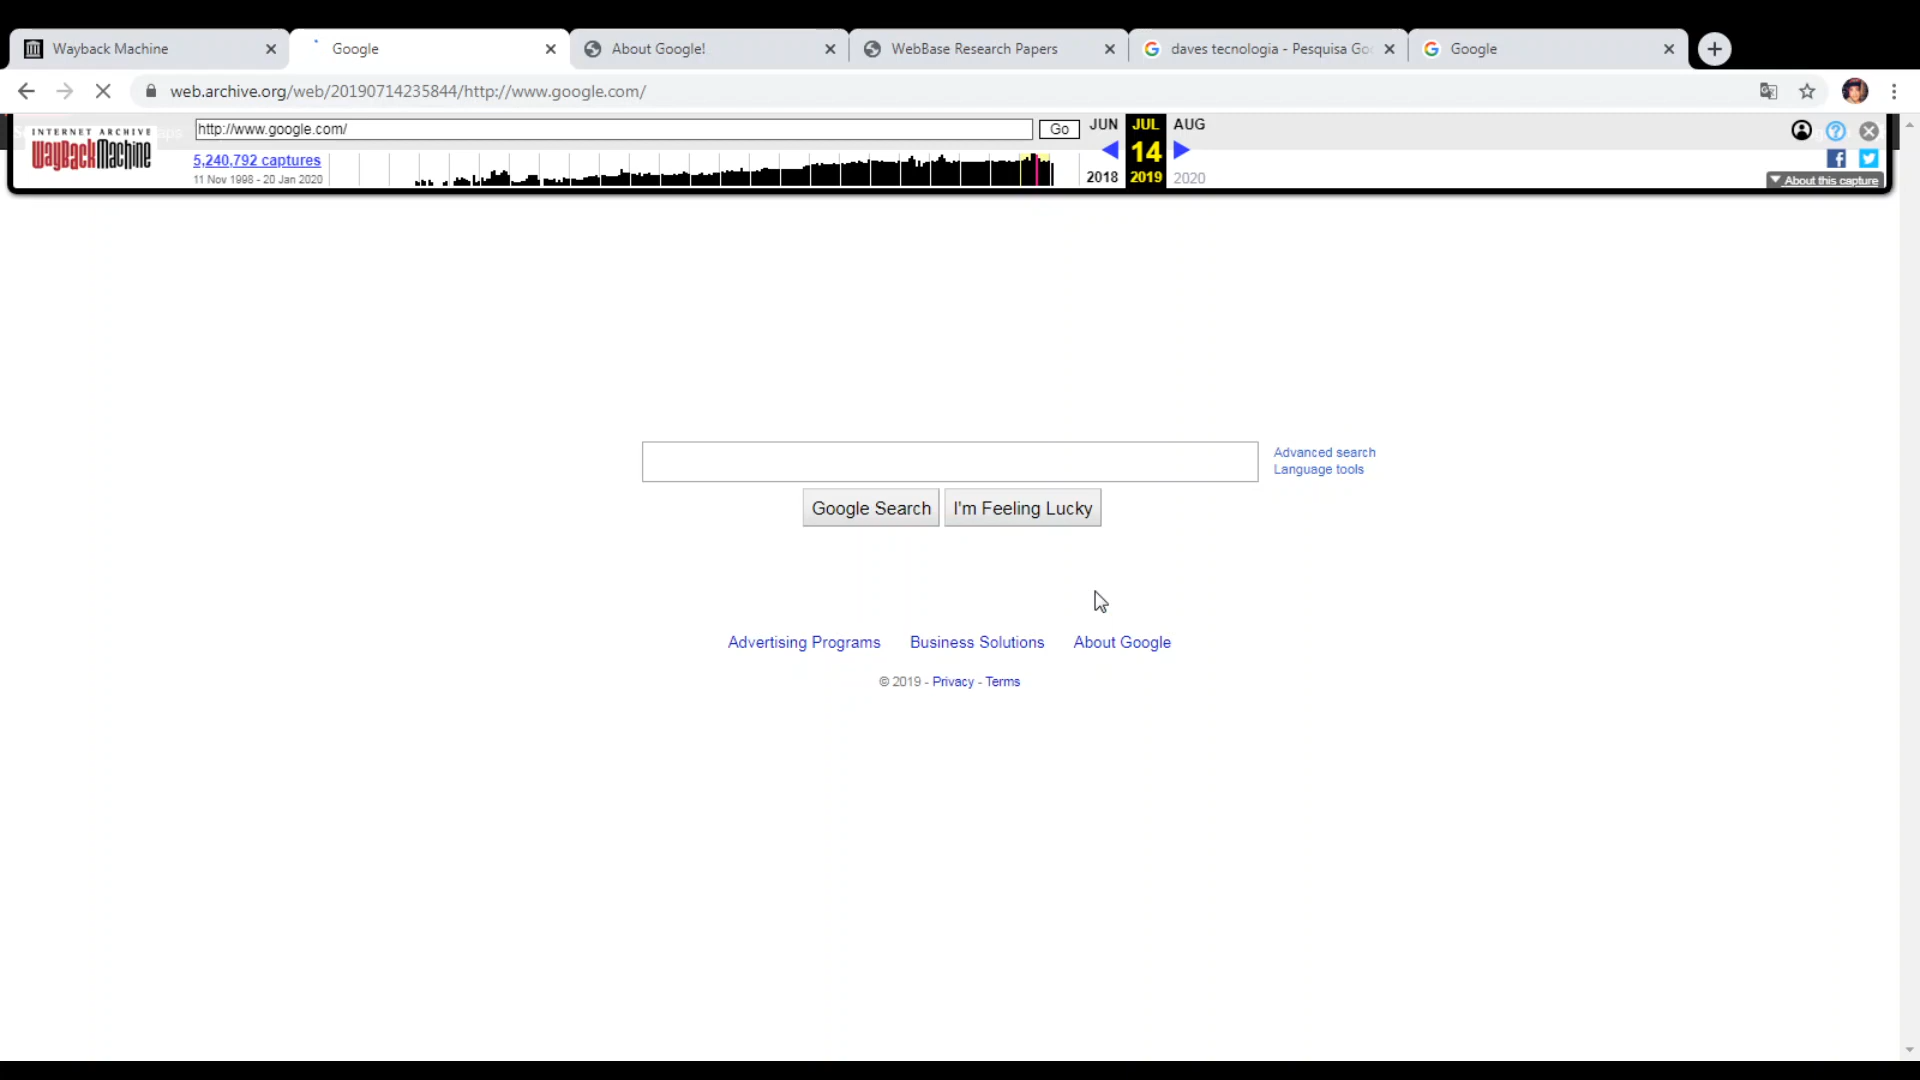 Wayback Machine
Google
About Google!
WebBase Research Papers
daves tecnologia - Pesquisa Go
Google
web.archive.org/web/20190714235844/http://www.google.com/
INTERNET ARCHIVE
WayBackMachine
http://www.google.com/
Go
JUN
JUL
AUG
5,240,792 captures
14
11 Nov 1998 - 20 Jan 2020
2018
2019
2020
About this capture
Advanced search
Language tools
Google Search
I'm Feeling Lucky
Advertising Programs
Business Solutions
About Google
© 2019 - Privacy - Terms